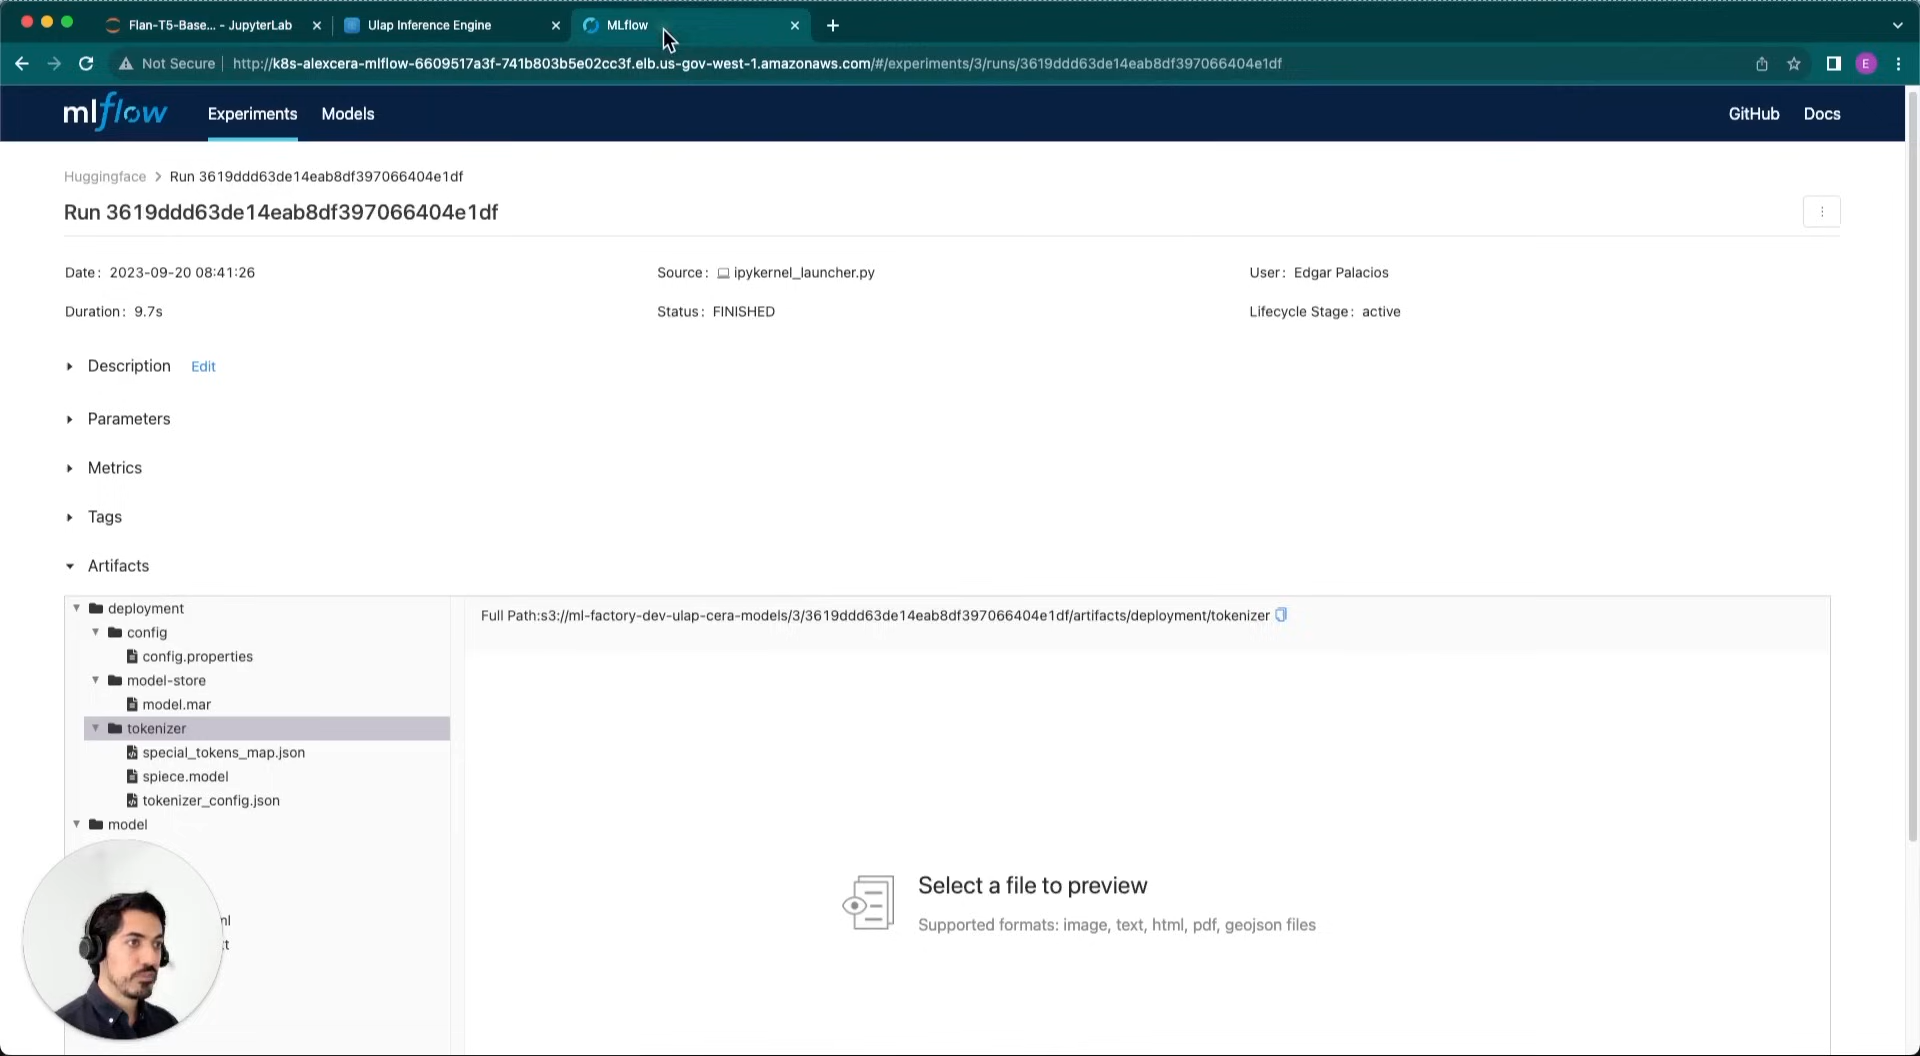 Flan-T5-Base... - JupyterLab
Ulap Inference Engine
MLflow
Not Secure
http://k8s-alexcera-mlflow-6609517a3f-741b803b5e02cc3f.elb.us-gov-west-1.amazonaws.com/#/experiments/3/runs/3619ddd63de14eab8df397066404e1df
E
mlflow
Experiments
Models
GitHub
Docs
Huggingface > Run 3619ddd63de14eab8df397066404e1df
Run 3619ddd63de14eab8df397066404e1df
Date: 2023-09-20 08:41:26
Source: ipykernel_launcher.py
User: Edgar Palacios
Duration: 9.7s
Status: FINISHED
Lifecycle Stage: active
Description Edit
Parameters
Metrics
Tags
Artifacts
deployment
config
config.properties
model-store
model.mar
tokenizer
special_tokens_map.json
spiece.model
tokenizer_config.json
model
Full Path:s3://ml-factory-dev-ulap-cera-models/3/3619ddd63de14eab8df397066404e1df/artifacts/deployment/tokenizer
Select a file to preview
Supported formats: image, text, html, pdf, geojson files